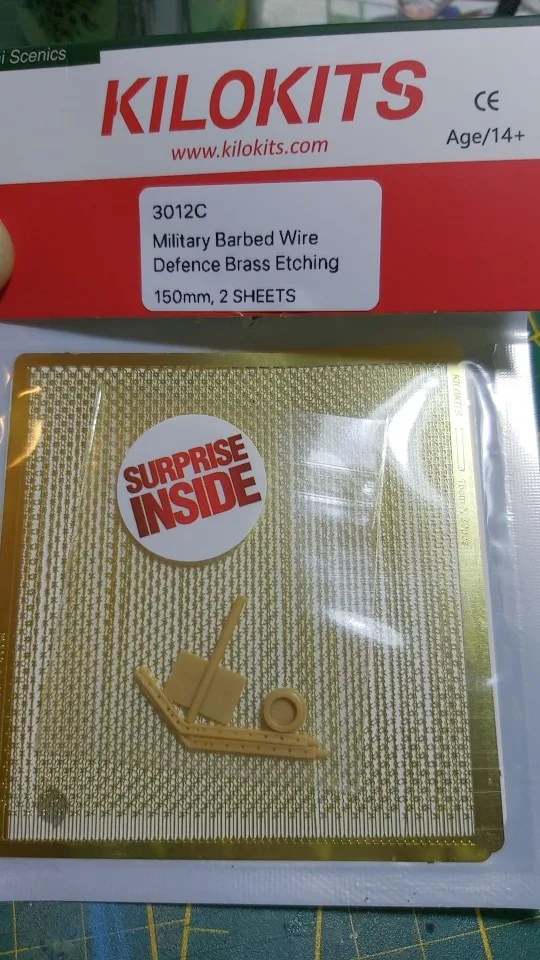 i Scenics
KILOKITS
CE
www.kilokits.com
Age/14+
3012C
Military Barbed Wire
Defence Brass Etching
150mm, 2 SHEETS
SURPRISE
INSIDE
KILOKITS